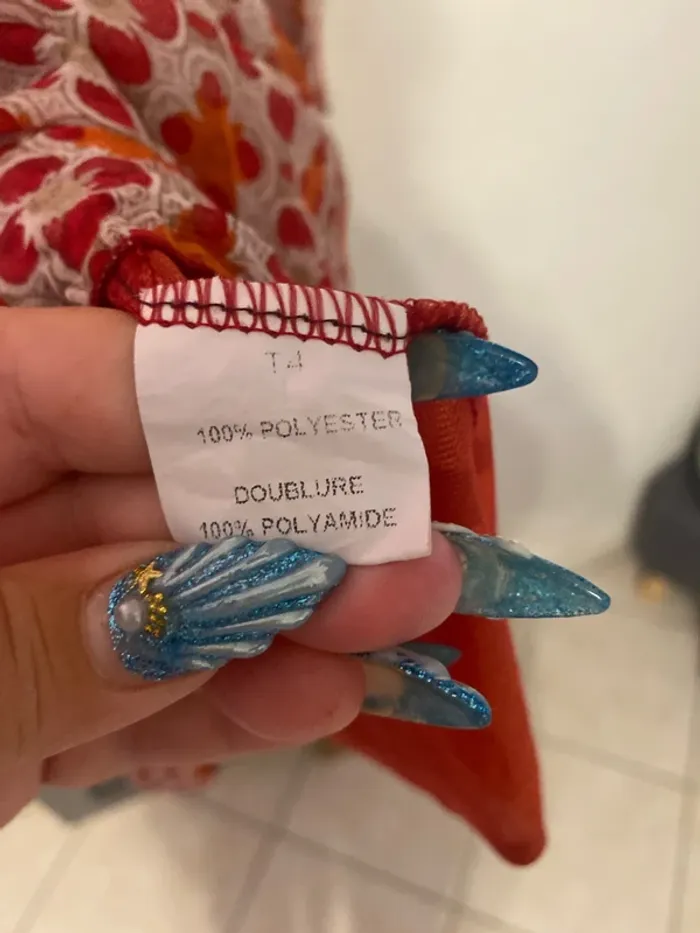 T4
100% POLYESTER
DOUBLURE
100% POLYAMIDE